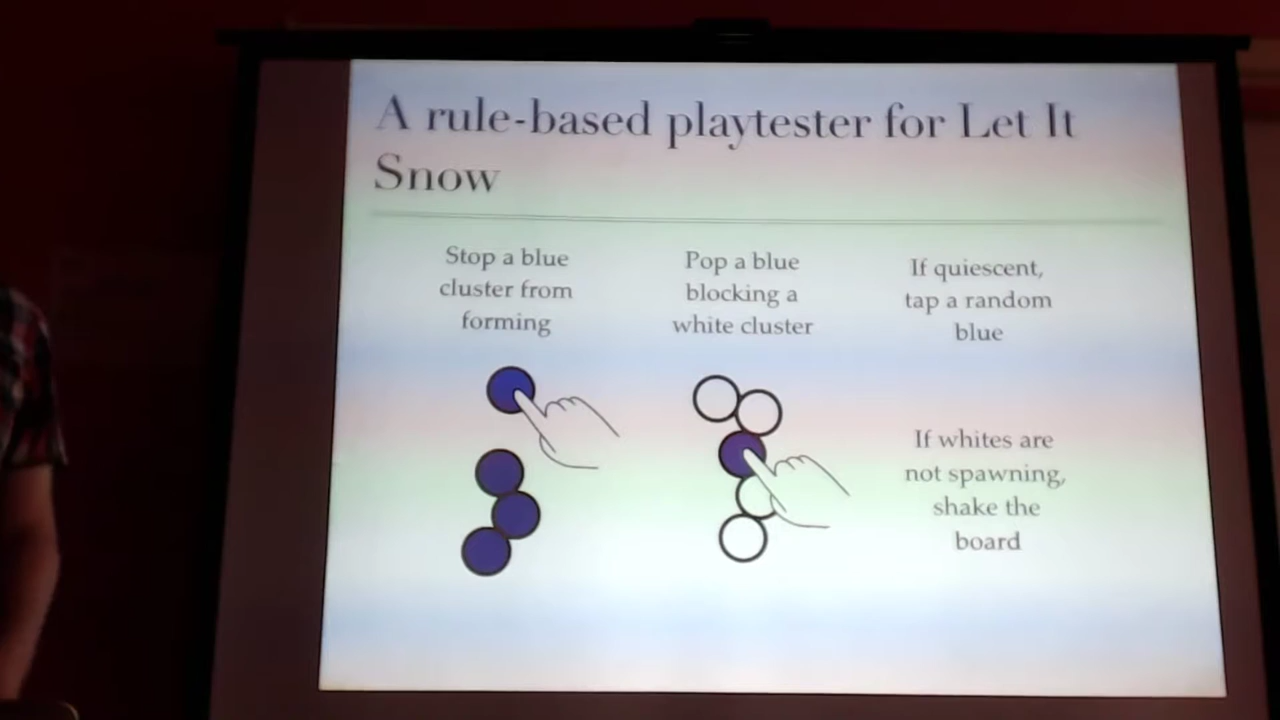 A rule-based playtester for Let It
Snow
Stop a blue
cluster from
forming
Pop a blue
blocking a
white cluster
If quiescent,
tap a random
blue
If whites are
not spawning,
shake the
board